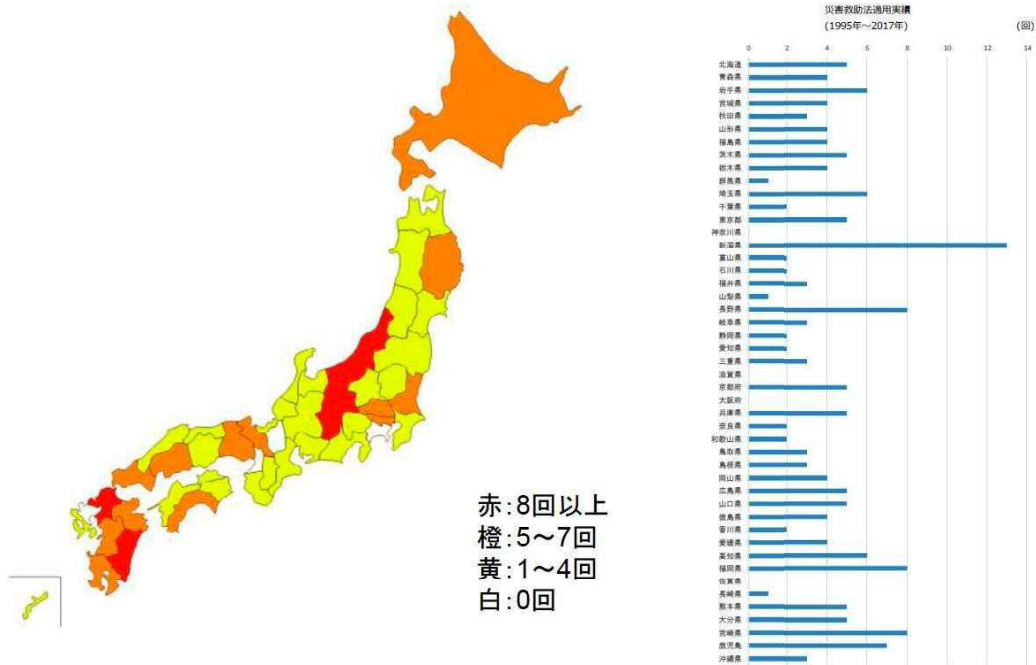 災害救助法適用実績
(1995年～2017年)
(回)
0 2 4 6 8 10 12 14
北海道
青森県
岩手県
宮城県
秋田県
山形県
福島県
茨木県
栃木県
群馬県
埼玉県
千葉県
東京都
神奈川県
新潟県
富山県
石川県
福井県
山梨県
長野県
岐阜県
静岡県
愛知県
三重県
滋賀県
京都府
大阪府
兵庫県
奈良県
和歌山県
鳥取県
島根県
岡山県
広島県
山口県
徳島県
香川県
愛媛県
高知県
福岡県
佐賀県
長崎県
熊本県
大分県
宮崎県
鹿児島
沖縄県
赤:8回以上
橙:5～7回
黄:1～4回
白:0回